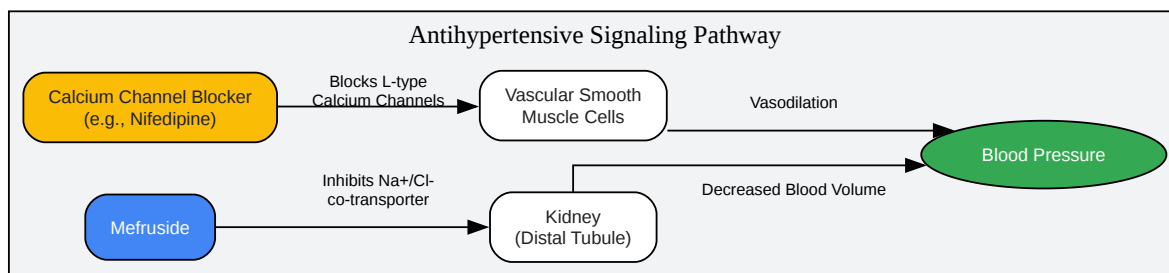 Antihypertensive Signaling Pathway
Calcium Channel Blocker
(e.g., Nifedipine)
Blocks L-type
Calcium Channels
Vascular Smooth
Muscle Cells
Vasodilation
Blood Pressure
Mefruside
Inhibits Na+/Cl-
co-transporter
Kidney
(Distal Tubule)
Decreased Blood Volume